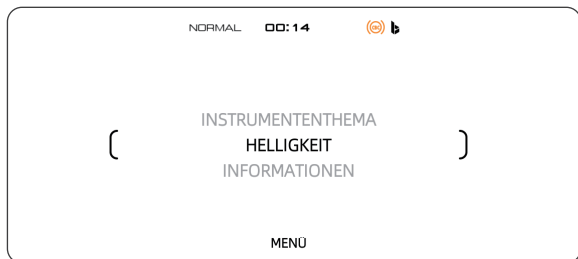 NORMAL 00:14
INSTRUMENTENTHEMA
HELLIGKEIT
INFORMATIONEN
MENÜ